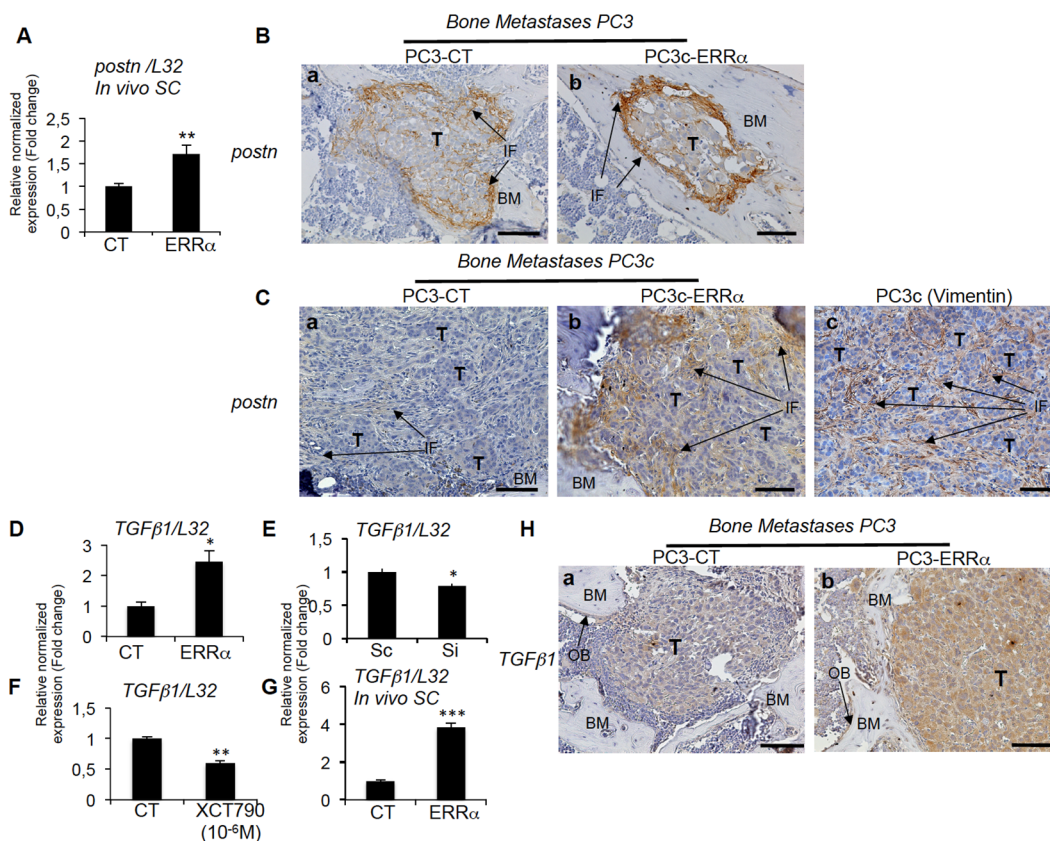 A
postn /L32
In vivo SC
Relative normalized
expression (Fold change)
2,5
2
1,5
1
0,5
0
**
CT
ERRα
B
Bone Metastases PC3
PC3-CT
PC3c-ERRα
postn
a
T
IF
BM
b
BM
T
IF
C
Bone Metastases PC3c
PC3-CT
PC3c-ERRα
PC3c (Vimentin)
postn
a
T
T
IF
T
T
BM
b
T
T
IF
T
BM
c
T
T
T
T
IF
T
D
TGFβ1/L32
3
2
1
0
*
CT
ERRα
E
TGFβ1/L32
1,5
1
0,5
0
*
Sc
Si
Relative normalized
expression (Fold change)
Relative normalized
expression (Fold change)
F
TGFβ1/L32
1,5
1
0,5
0
**
CT
XCT790
(10-6M)
G
TGFβ1/L32
In vivo SC
6
4
2
0
***
CT
ERRα
H
Bone Metastases PC3
PC3-CT
PC3-ERRα
TGFβ1
a
BM
T
OB
BM
BM
b
BM
T
OB
BM